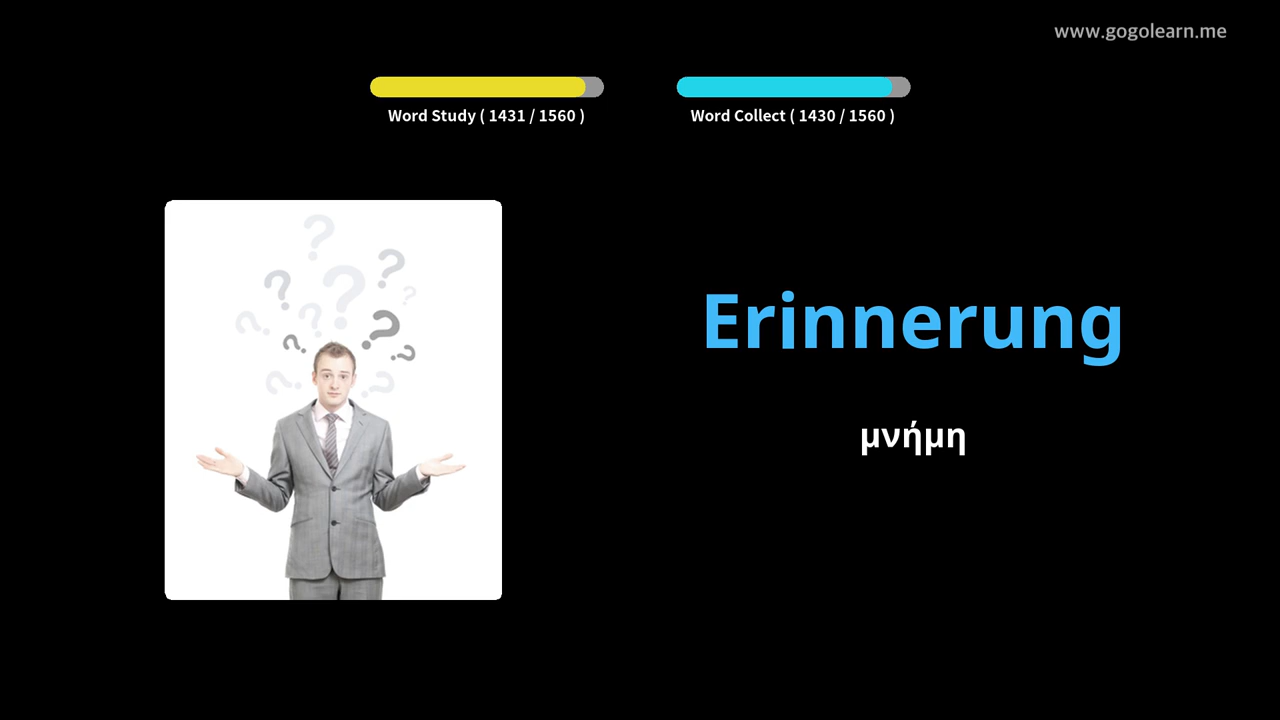 www.gogolearn.me
Word Study ( 1431 / 1560 )
Word Collect ( 1430 / 1560 )
Erinnerung
μνήμη